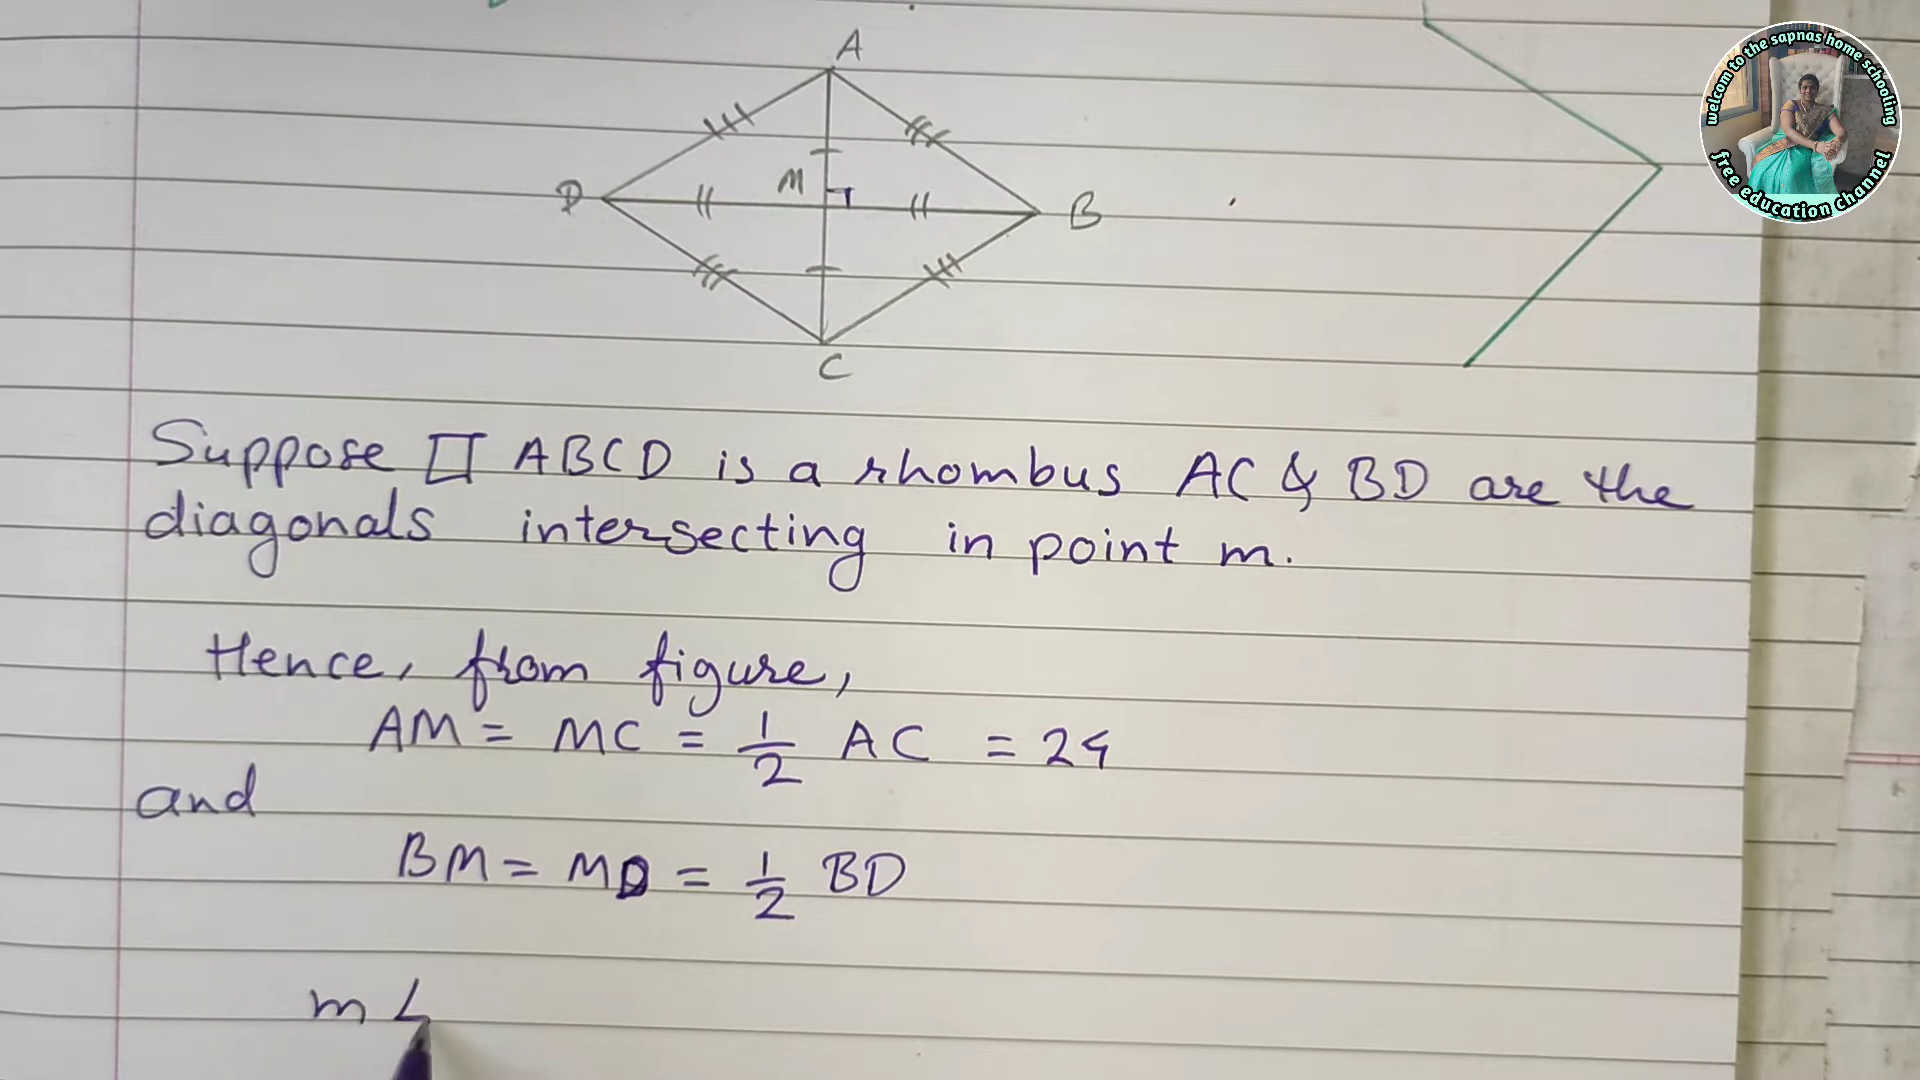 A
M
D
B
C
Suppose □ ABCD is a rhombus AC & BD are the
diagonals intersecting in point m.
Hence, from figure,
AM = MC = 1/2 AC = 24
and
BM = MD = 1/2 BD
m ∠
welcom to the sapnas home schooling
free education channel